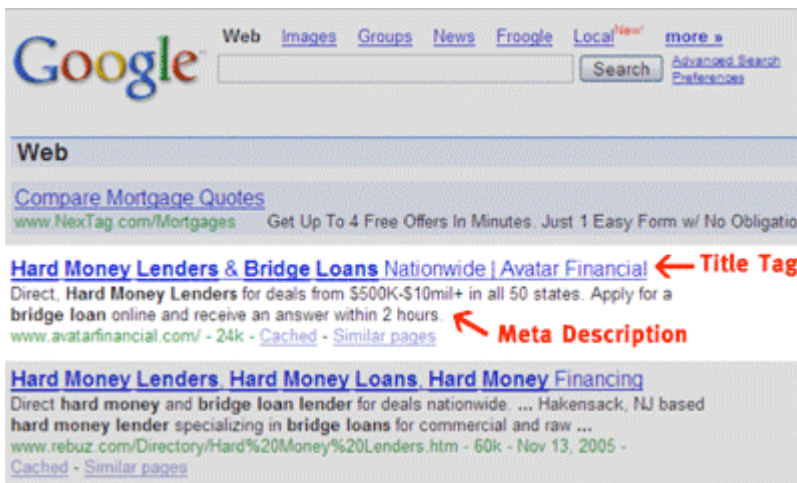 Google Web Images Groups News Froogle Local New! more »
Search Advanced Search
Preferences
Web
Compare Mortgage Quotes
www.NexTag.com/Mortgages Get Up To 4 Free Offers In Minutes. Just 1 Easy Form w/ No Obligatio
Hard Money Lenders & Bridge Loans Nationwide | Avatar Financial Title Tag
Direct, Hard Money Lenders for deals from $500K-$10mil+ in all 50 states. Apply for a
bridge loan online and receive an answer within 2 hours. Meta Description
www.avatarfinancial.com/ - 24k - Cached - Similar pages
Hard Money Lenders, Hard Money Loans, Hard Money Financing
Direct hard money and bridge loan lender for deals nationwide. ... Hakensack, NJ based
hard money lender specializing in bridge loans for commercial and raw ...
www.rebuz.com/Directory/Hard%20Money%20Lenders.htm - 60k - Nov 13, 2005 -
Cached - Similar pages